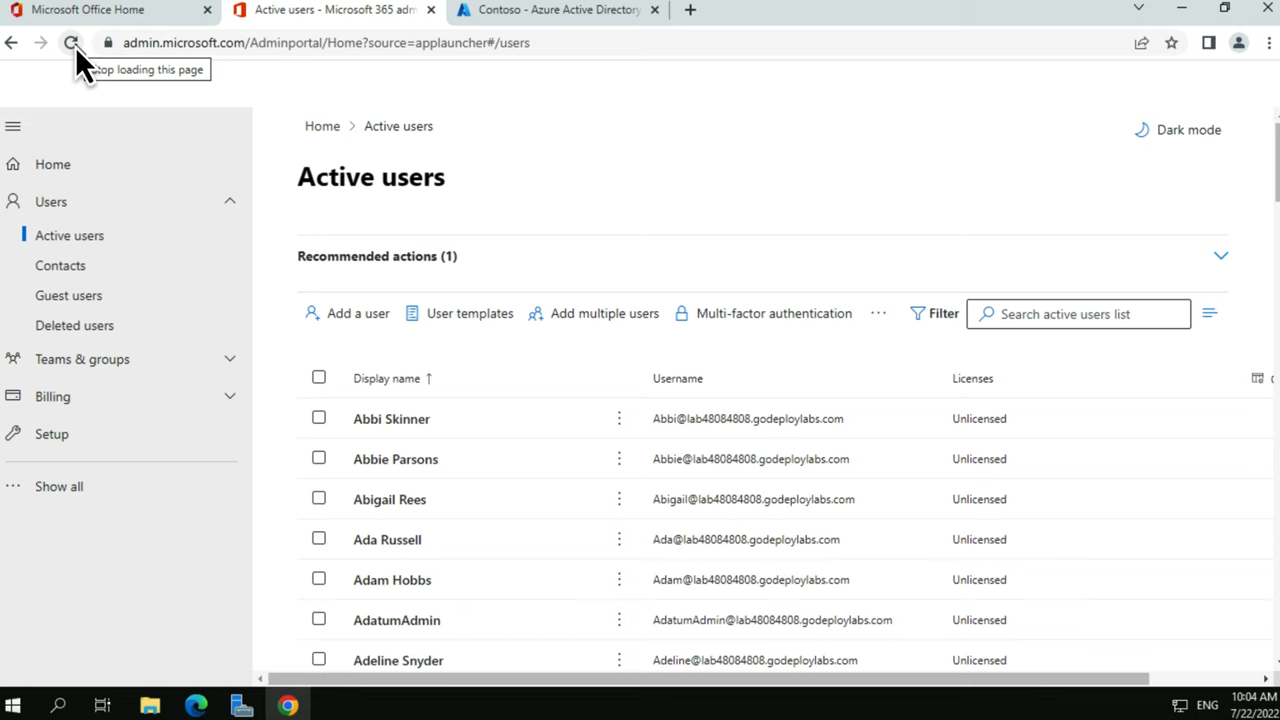 Microsoft Office Home
Active users - Microsoft 365 adm
Contoso - Azure Active Directory
admin.microsoft.com/Adminportal/Home?source=applauncher#/users
top loading this page
Home > Active users
Dark mode
Home
Users
Active users
Contacts
Guest users
Deleted users
Teams & groups
Billing
Setup
Show all
Active users
Recommended actions (1)
Add a user
User templates
Add multiple users
Multi-factor authentication
Filter
Search active users list
Display name ↑
Username
Licenses
Abbi Skinner
Abbi@lab48084808.godeploylabs.com
Unlicensed
Abbie Parsons
Abbie@lab48084808.godeploylabs.com
Unlicensed
Abigail Rees
Abigail@lab48084808.godeploylabs.com
Unlicensed
Ada Russell
Ada@lab48084808.godeploylabs.com
Unlicensed
Adam Hobbs
Adam@lab48084808.godeploylabs.com
Unlicensed
AdatumAdmin
AdatumAdmin@lab48084808.godeploylabs.com
Unlicensed
Adeline Snyder
Adeline@lab48084808.godeploylabs.com
Unlicensed
ENG
10:04 AM
7/22/2022